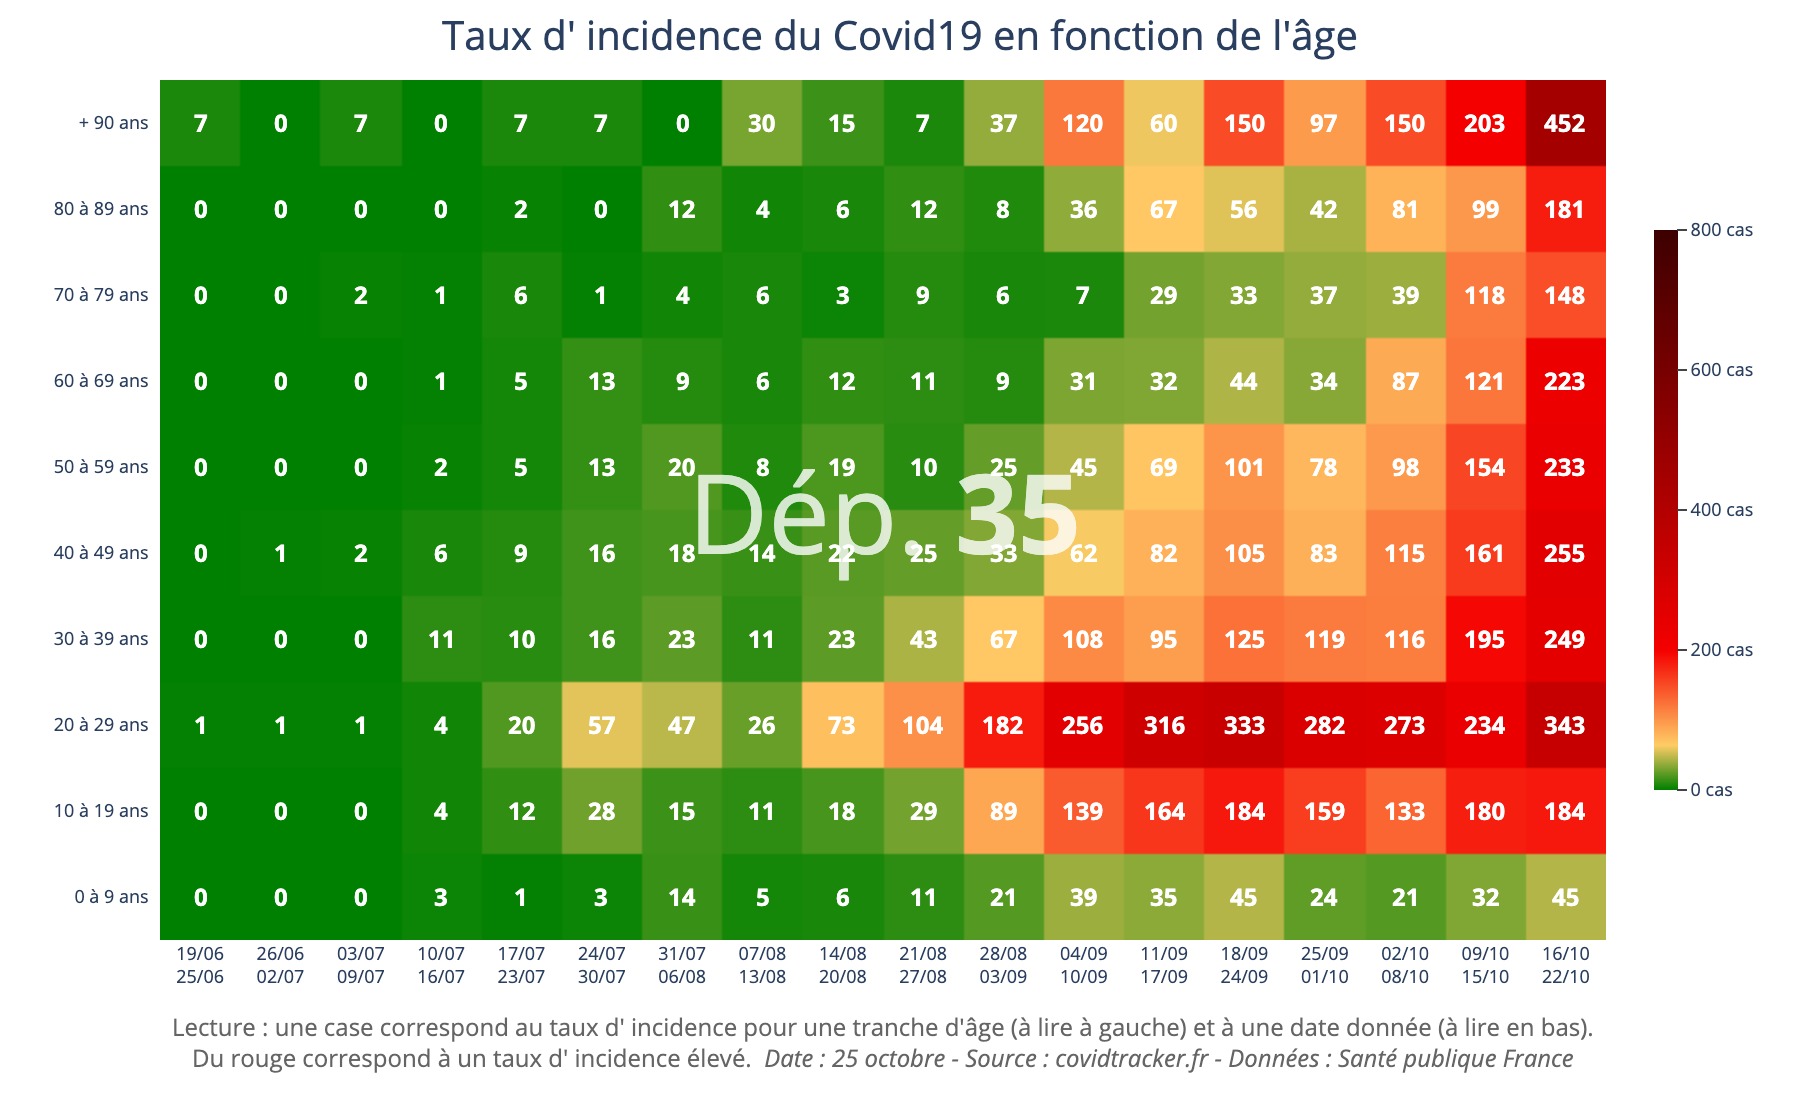 Taux d' incidence du Covid19 en fonction de l'âge
+ 90 ans 7 0 7 0 7 7 0 30 15 7 37 120 60 150 97 150 203 452
80 à 89 ans 0 0 0 0 2 0 12 4 6 12 8 36 67 56 42 81 99 181
70 à 79 ans 0 0 2 1 6 1 4 6 3 9 6 7 29 33 37 39 118 148
60 à 69 ans 0 0 0 1 5 13 9 6 12 11 9 31 32 44 34 87 121 223
50 à 59 ans 0 0 0 2 5 13 20 8 19 10 25 45 69 101 78 98 154 233
Dép. 35
40 à 49 ans 0 1 2 6 9 16 18 14 22 25 33 62 82 105 83 115 161 255
30 à 39 ans 0 0 0 11 10 16 23 11 23 43 67 108 95 125 119 116 195 249
20 à 29 ans 1 1 1 4 20 57 47 26 73 104 182 256 316 333 282 273 234 343
10 à 19 ans 0 0 0 4 12 28 15 11 18 29 89 139 164 184 159 133 180 184
0 à 9 ans 0 0 0 3 1 3 14 5 6 11 21 39 35 45 24 21 32 45
19/06 26/06 03/07 10/07 17/07 24/07 31/07 07/08 14/08 21/08 28/08 04/09 11/09 18/09 25/09 02/10 09/10 16/10
25/06 02/07 09/07 16/07 23/07 30/07 06/08 13/08 20/08 27/08 03/09 10/09 17/09 24/09 01/10 08/10 15/10 22/10
800 cas
600 cas
400 cas
200 cas
0 cas
Lecture : une case correspond au taux d' incidence pour une tranche d'âge (à lire à gauche) et à une date donnée (à lire en bas).
Du rouge correspond à un taux d' incidence élevé. Date : 25 octobre - Source : covidtracker.fr - Données : Santé publique France